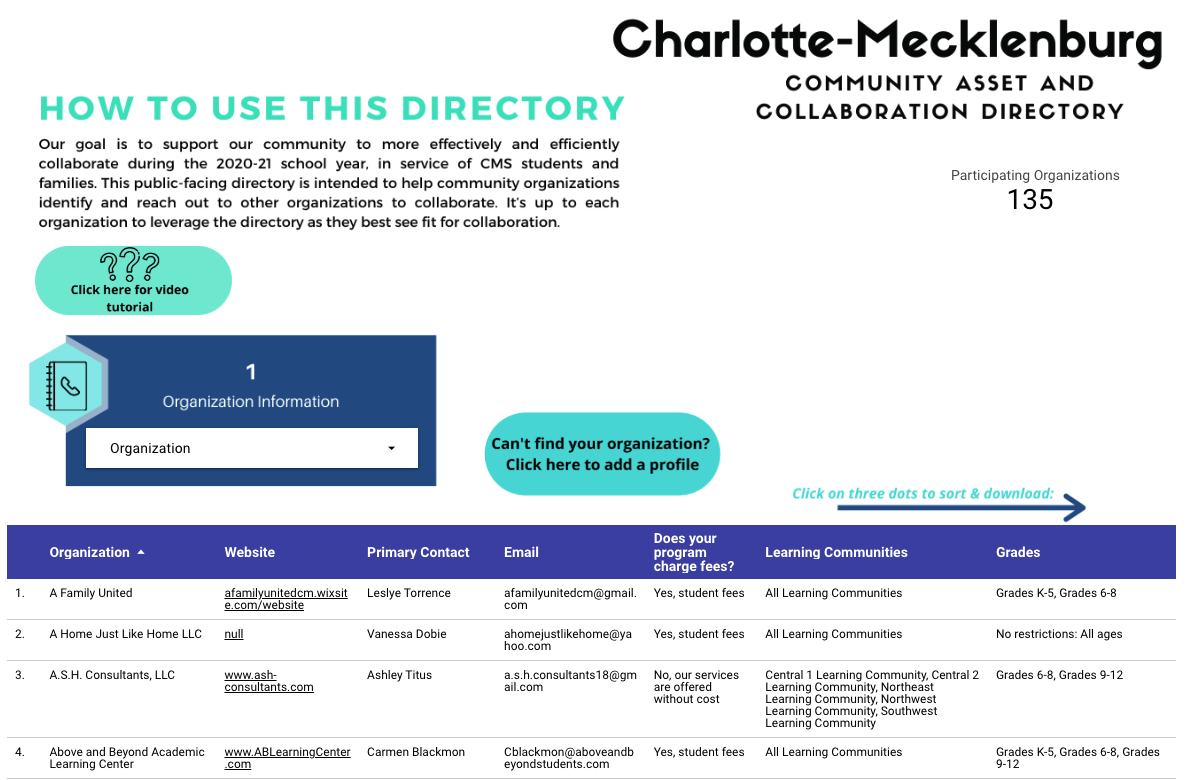 Charlotte-Mecklenburg
COMMUNITY ASSET AND
COLLABORATION DIRECTORY
HOW TO USE THIS DIRECTORY
Our goal is to support our community to more effectively and efficiently
collaborate during the 2020-21 school year, in service of CMS students and
families. This public-facing directory is intended to help community organizations
identify and reach out to other organizations to collaborate. It's up to each
organization to leverage the directory as they best see fit for collaboration.
Participating Organizations
135
???
Click here for video
tutorial
1
Organization Information
Organization
Can't find your organization?
Click here to add a profile
Click on three dots to sort & download:
Organization Website Primary Contact Email Does your program charge fees? Learning Communities Grades
1. A Family United afamilyunitedcm.wixsit Leslye Torrence afamilyunitedcm@gmail. Yes, student fees All Learning Communities Grades K-5, Grades 6-8
e.com/website com
2. A Home Just Like Home LLC null Vanessa Dobie ahomejustlikehome@ya Yes, student fees All Learning Communities No restrictions: All ages
hoo.com
3. A.S.H. Consultants, LLC www.ash- Ashley Titus a.s.h.consultants18@gm No, our services Central 1 Learning Community, Central 2 Grades 6-8, Grades 9-12
consultants.com ail.com are offered Learning Community, Northeast
without cost Learning Community, Northwest
Learning Community, Southwest
Learning Community
4. Above and Beyond Academic www.ABLearningCenter Carmen Blackmon Cblackmon@aboveandb Yes, student fees All Learning Communities Grades K-5, Grades 6-8, Grades
Learning Center .com eyondstudents.com 9-12